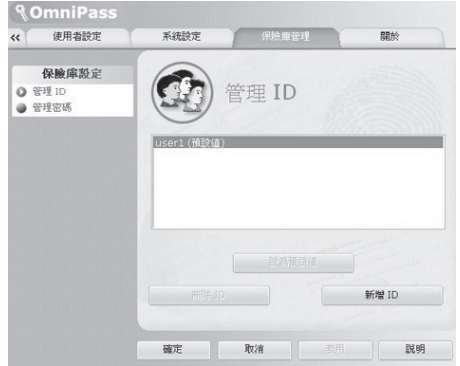 OmniPass
<< 使用者設定 系統設定 保險庫管理 關於
保險庫設定
管理 ID
管理密碼
管理 ID
user1 (預設值)
設為預設值
刪除 ID 新增 ID
確定 取消 套用 說明